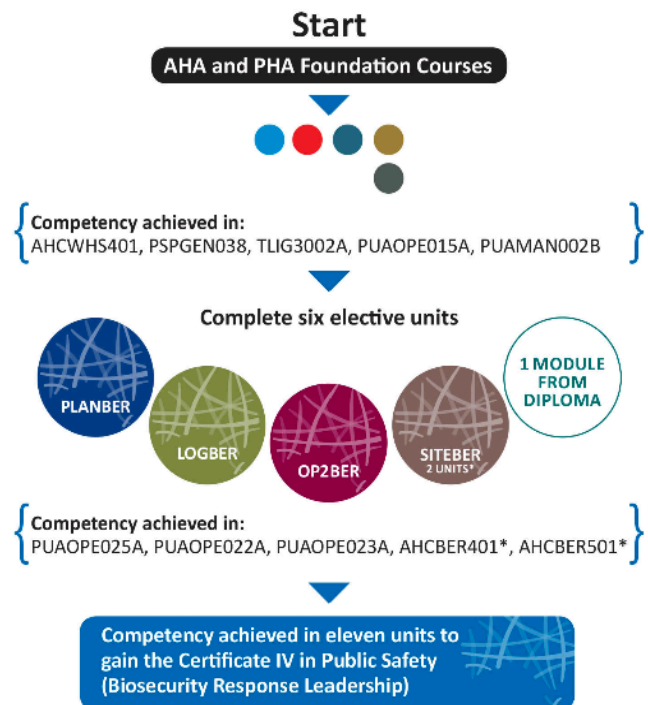 Start
AHA and PHA Foundation Courses
Competency achieved in:
AHCWHS401, PSPGEN038, TLIG3002A, PUAOPE015A, PUAMAN002B
Complete six elective units
PLANBER
LOGBER
OP2BER
SITEBER
2 UNITS*
1 MODULE
FROM
DIPLOMA
Competency achieved in:
PUAOPE025A, PUAOPE022A, PUAOPE023A, AHCBER401*, AHCBER501*
Competency achieved in eleven units to
gain the Certificate IV in Public Safety
(Biosecurity Response Leadership)